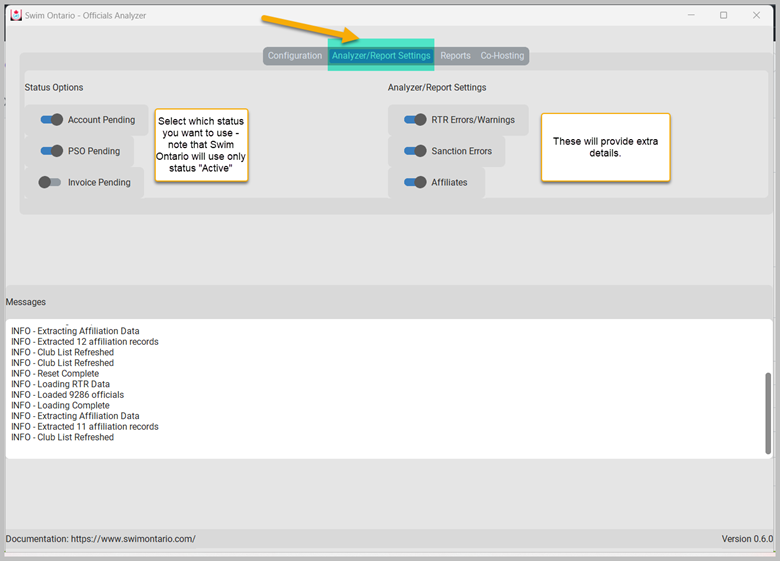 Swim Ontario - Officials Analyzer
Configuration Analyzer/Report Settings Reports Co-Hosting
Status Options
Account Pending
PSO Pending
Invoice Pending
Select which status
you want to use -
note that Swim
Ontario will use only
status "Active"
Analyzer/Report Settings
RTR Errors/Warnings
Sanction Errors
Affiliates
These will provide extra
details.
Messages
INFO - Extracting Affiliation Data
INFO - Extracted 12 affiliation records
INFO - Club List Refreshed
INFO - Club List Refreshed
INFO - Reset Complete
INFO - Loading RTR Data
INFO - Loaded 9286 officials
INFO - Loading Complete
INFO - Extracting Affiliation Data
INFO - Extracted 11 affiliation records
INFO - Club List Refreshed
Documentation: https://www.swimontario.com/
Version 0.6.0